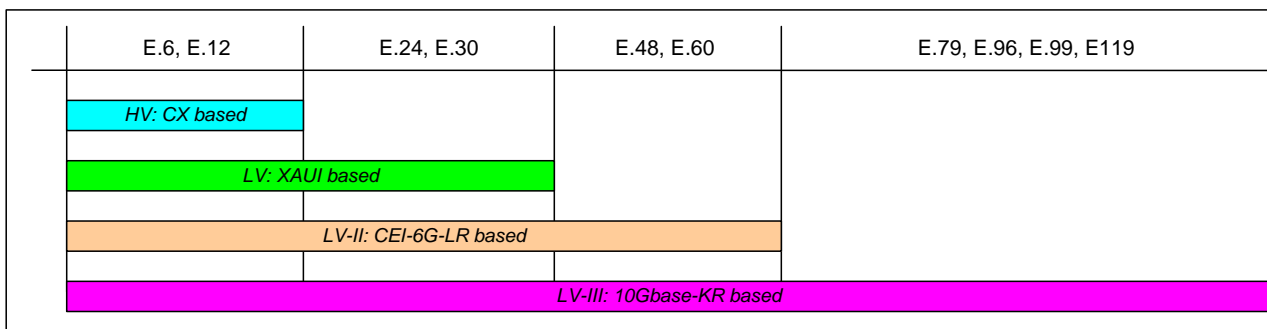 E.6, E.12
E.24, E.30
E.48, E.60
E.79, E.96, E.99, E119
HV: CX based
LV: XAUI based
LV-II: CEI-6G-LR based
LV-III: 10Gbase-KR based